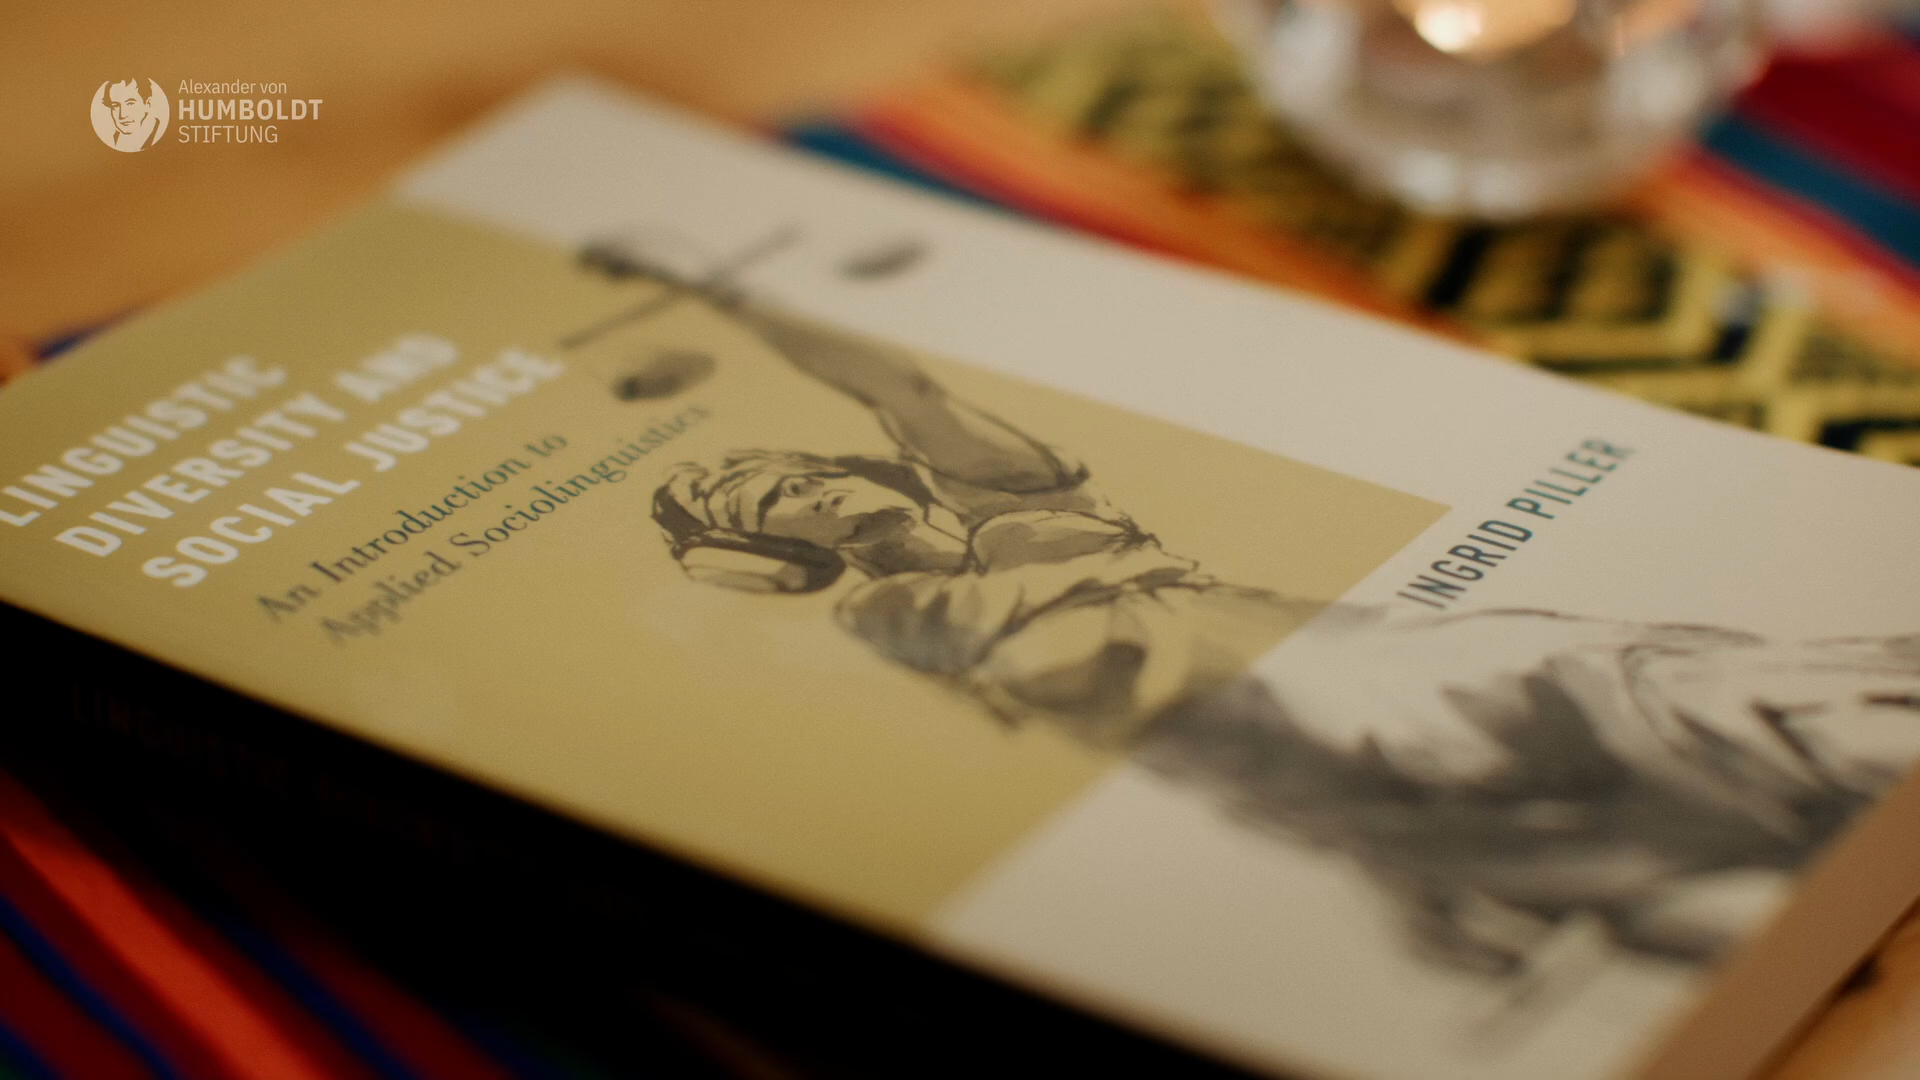 Alexander von
HUMBOLDT
STIFTUNG
LINGUISTIC
DIVERSITY AND
SOCIAL JUSTICE
An Introduction to
Applied Sociolinguistics
INGRID PILLER